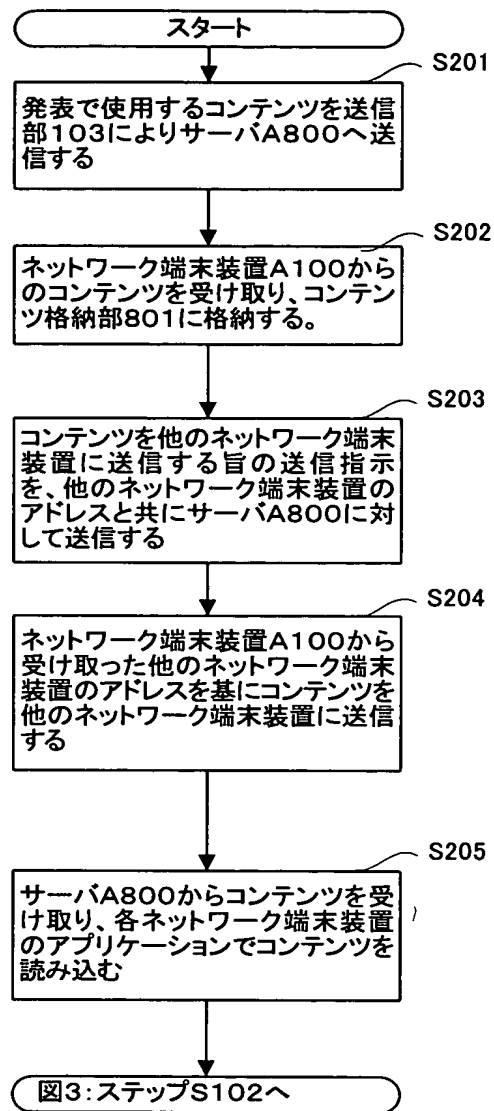 スタート
S201
発表で使用するコンテンツを送信
部103によりサーバA800へ送
信する
S202
ネットワーク端末装置A100から
のコンテンツを受け取り、コンテン
ツ格納部801に格納する。
S203
コンテンツを他のネットワーク端末
装置に送信する旨の送信指示
を、他のネットワーク端末装置の
アドレスと共にサーバA800に対
して送信する
S204
ネットワーク端末装置A100から
受け取った他のネットワーク端末
装置のアドレスを基にコンテンツを
他のネットワーク端末装置に送信
する
S205
サーバA800からコンテンツを受
け取り、各ネットワーク端末装置
のアプリケーションでコンテンツを
読み込む
図3:ステップS102へ